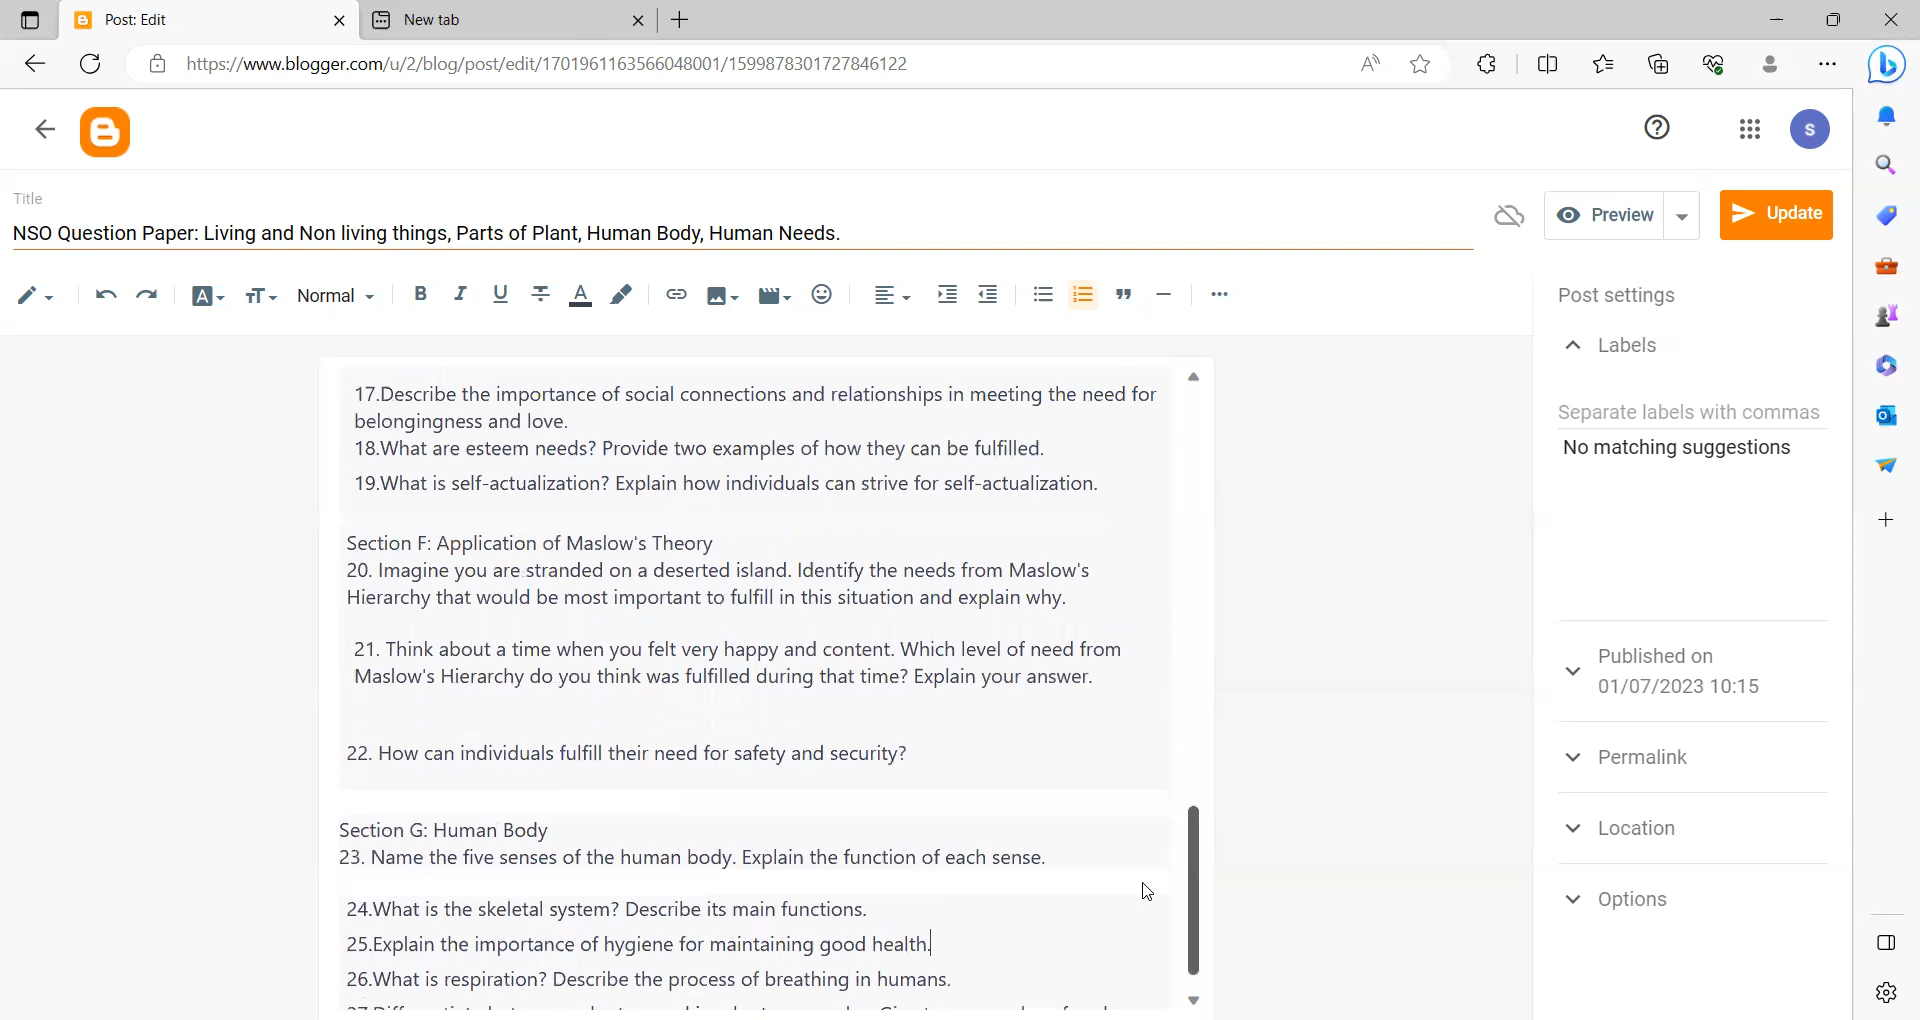 Post: Edit
New tab
https://www.blogger.com/u/2/blog/post/edit/1701961163566048001/1599878301727846122
S
Title
NSO Question Paper: Living and Non living things, Parts of Plant, Human Body, Human Needs.
Preview
Update
Normal
Post settings
Labels
Separate labels with commas
No matching suggestions
Published on
01/07/2023 10:15
Permalink
Location
Options
17.Describe the importance of social connections and relationships in meeting the need for
belongingness and love.
18.What are esteem needs? Provide two examples of how they can be fulfilled.
19.What is self-actualization? Explain how individuals can strive for self-actualization.
Section F: Application of Maslow's Theory
20. Imagine you are stranded on a deserted island. Identify the needs from Maslow's
Hierarchy that would be most important to fulfill in this situation and explain why.
21. Think about a time when you felt very happy and content. Which level of need from
Maslow's Hierarchy do you think was fulfilled during that time? Explain your answer.
22. How can individuals fulfill their need for safety and security?
Section G: Human Body
23. Name the five senses of the human body. Explain the function of each sense.
24.What is the skeletal system? Describe its main functions.
25.Explain the importance of hygiene for maintaining good health.
26.What is respiration? Describe the process of breathing in humans.